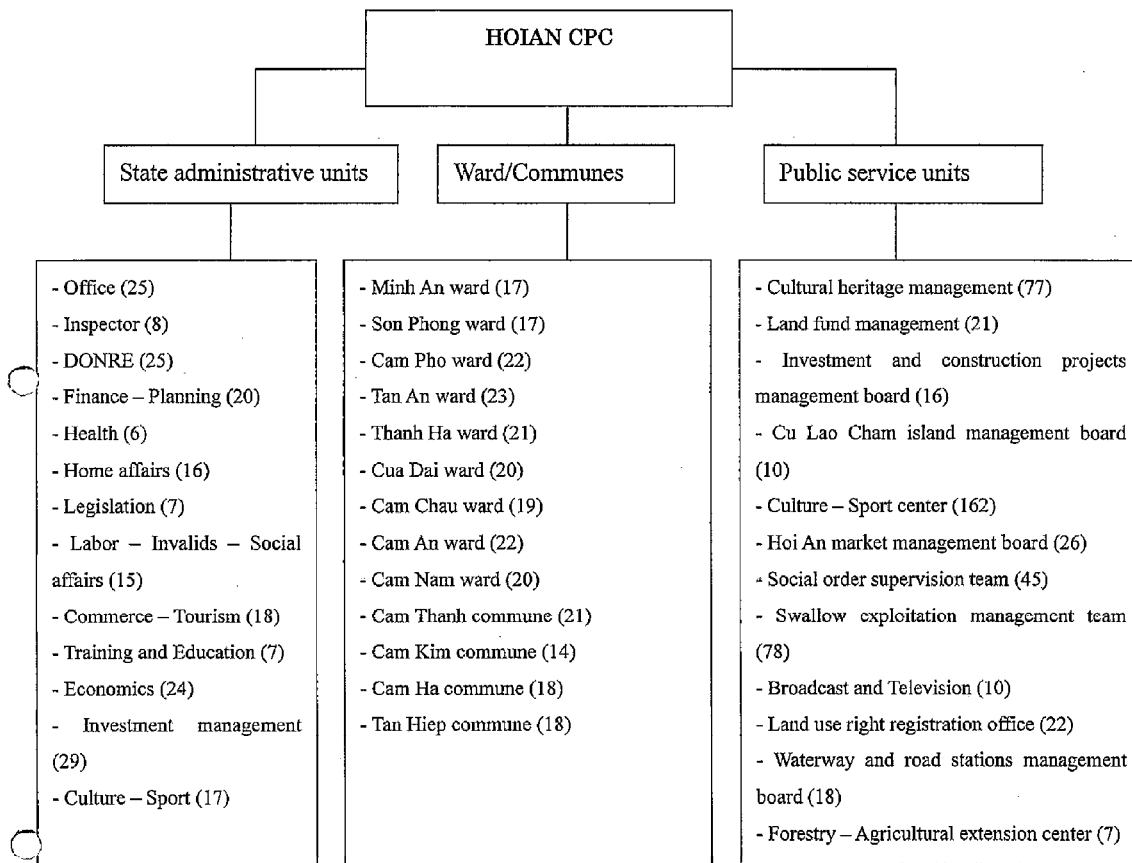 HOIAN CPC
State administrative units
Ward/Communes
Public service units
- Office (25)
- Inspector (8)
- DONRE (25)
- Finance – Planning (20)
- Health (6)
- Home affairs (16)
- Legislation (7)
- Labor – Invalids – Social
affairs (15)
- Commerce – Tourism (18)
- Training and Education (7)
- Economics (24)
- Investment management
(29)
- Culture – Sport (17)
- Minh An ward (17)
- Son Phong ward (17)
- Cam Pho ward (22)
- Tan An ward (23)
- Thanh Ha ward (21)
- Cua Dai ward (20)
- Cam Chau ward (19)
- Cam An ward (22)
- Cam Nam ward (20)
- Cam Thanh commune (21)
- Cam Kim commune (14)
- Cam Ha commune (18)
- Tan Hiep commune (18)
- Cultural heritage management (77)
- Land fund management (21)
- Investment and construction projects
management board (16)
- Cu Lao Cham island management board
(10)
- Culture – Sport center (162)
- Hoi An market management board (26)
- Social order supervision team (45)
- Swallow exploitation management team
(78)
- Broadcast and Television (10)
- Land use right registration office (22)
- Waterway and road stations management
board (18)
- Forestry – Agricultural extension center (7)